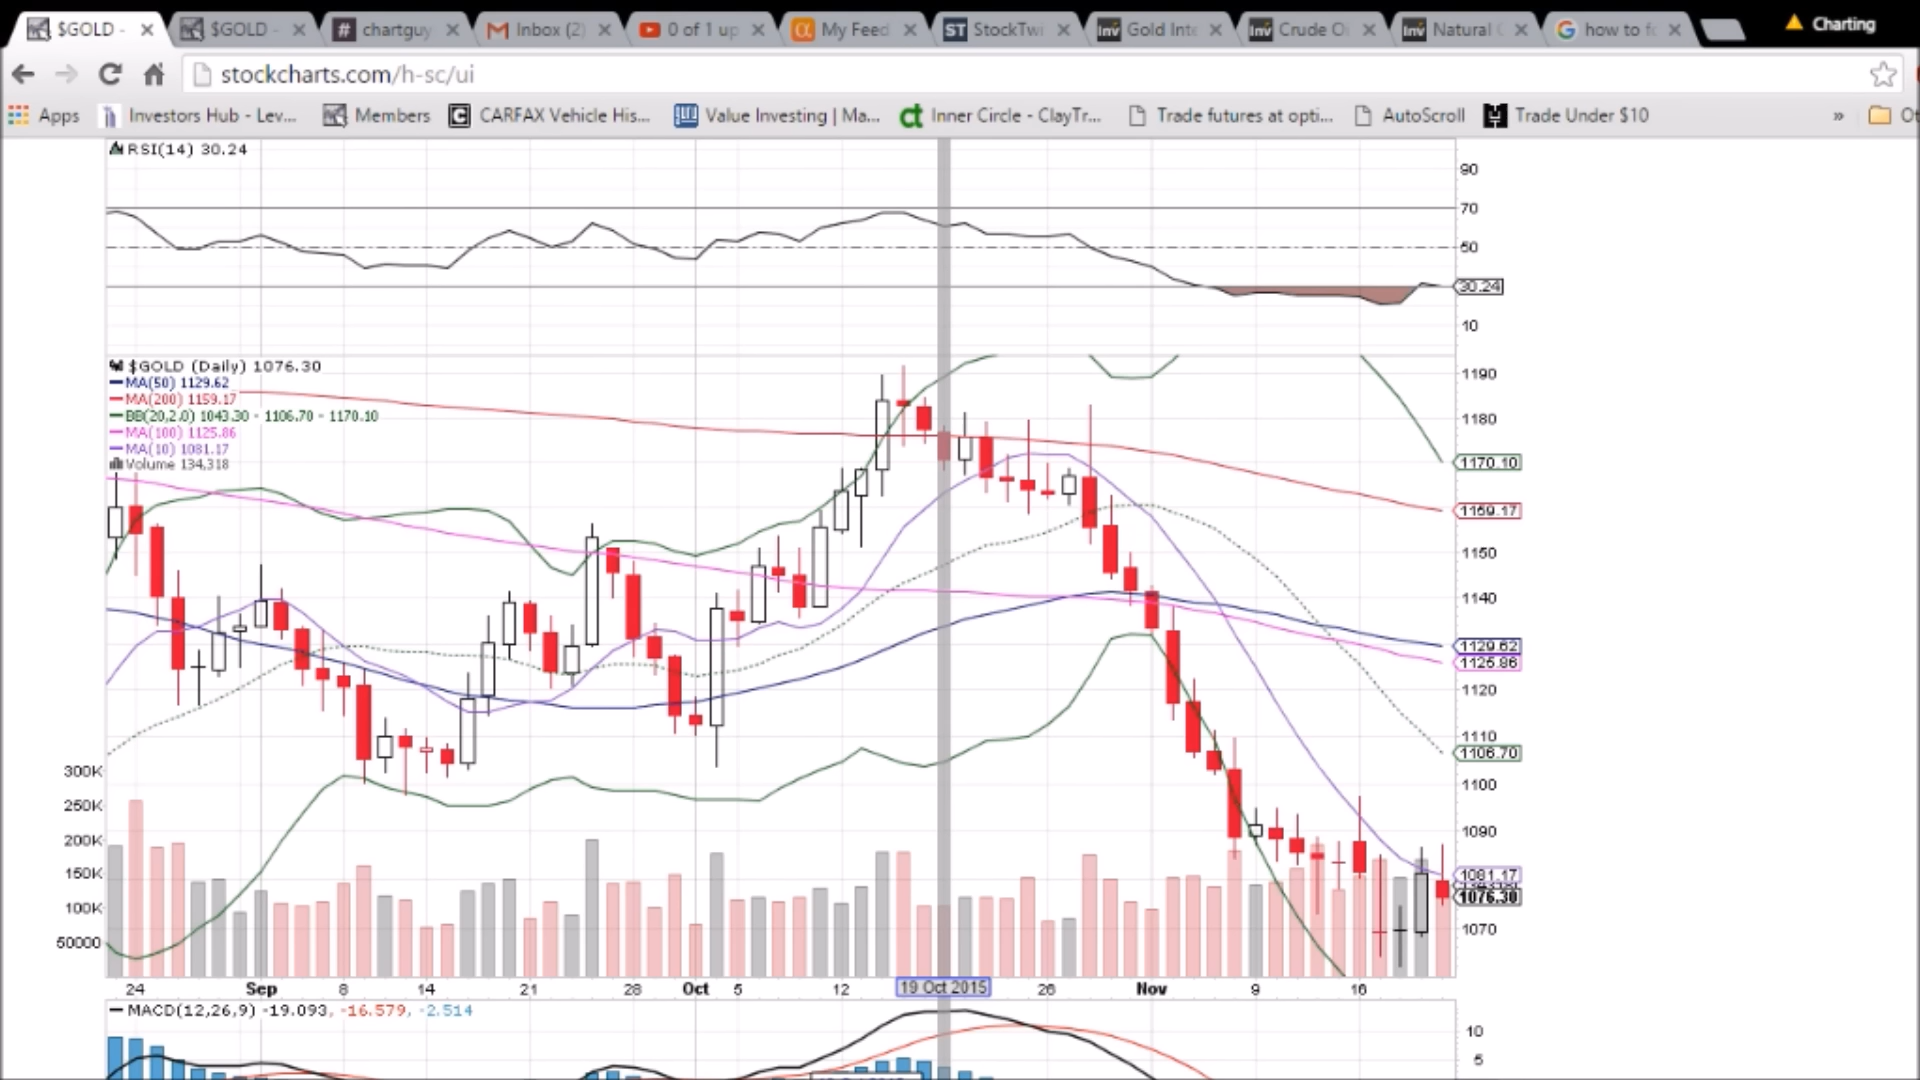 $GOLD - $GOLD - chartguy Inbox (2) 0 of 1 up My Feed StockTwi Gold Inte Crude O Natural how to f Charting
stockcharts.com/h-sc/ui
Apps Investors Hub - Lev... Members CARFAX Vehicle His... Value Investing | Ma... Inner Circle - ClayTr... Trade futures at opti... AutoScroll Trade Under $10 » Ot
RSI(14) 30.24
90
70
50
30.24
10
$GOLD (Daily) 1076.30
MA(50) 1129.62
MA(200) 1159.17
BB(20,2.0) 1043.30 - 1106.70 - 1170.10
MA(100) 1125.86
MA(10) 1081.17
Volume 134,318
1190
1180
1170.10
1159.17
1150
1140
1129.62
1125.86
1120
1110
1106.70
1100
1090
1081.17
1076.30
1070
300K
250K
200K
150K
100K
50000
24 Sep 8 14 21 28 Oct 5 12 19 Oct 2015 26 Nov 9 16
MACD(12,26,9) -19.093, -16.579, -2.514
10
5